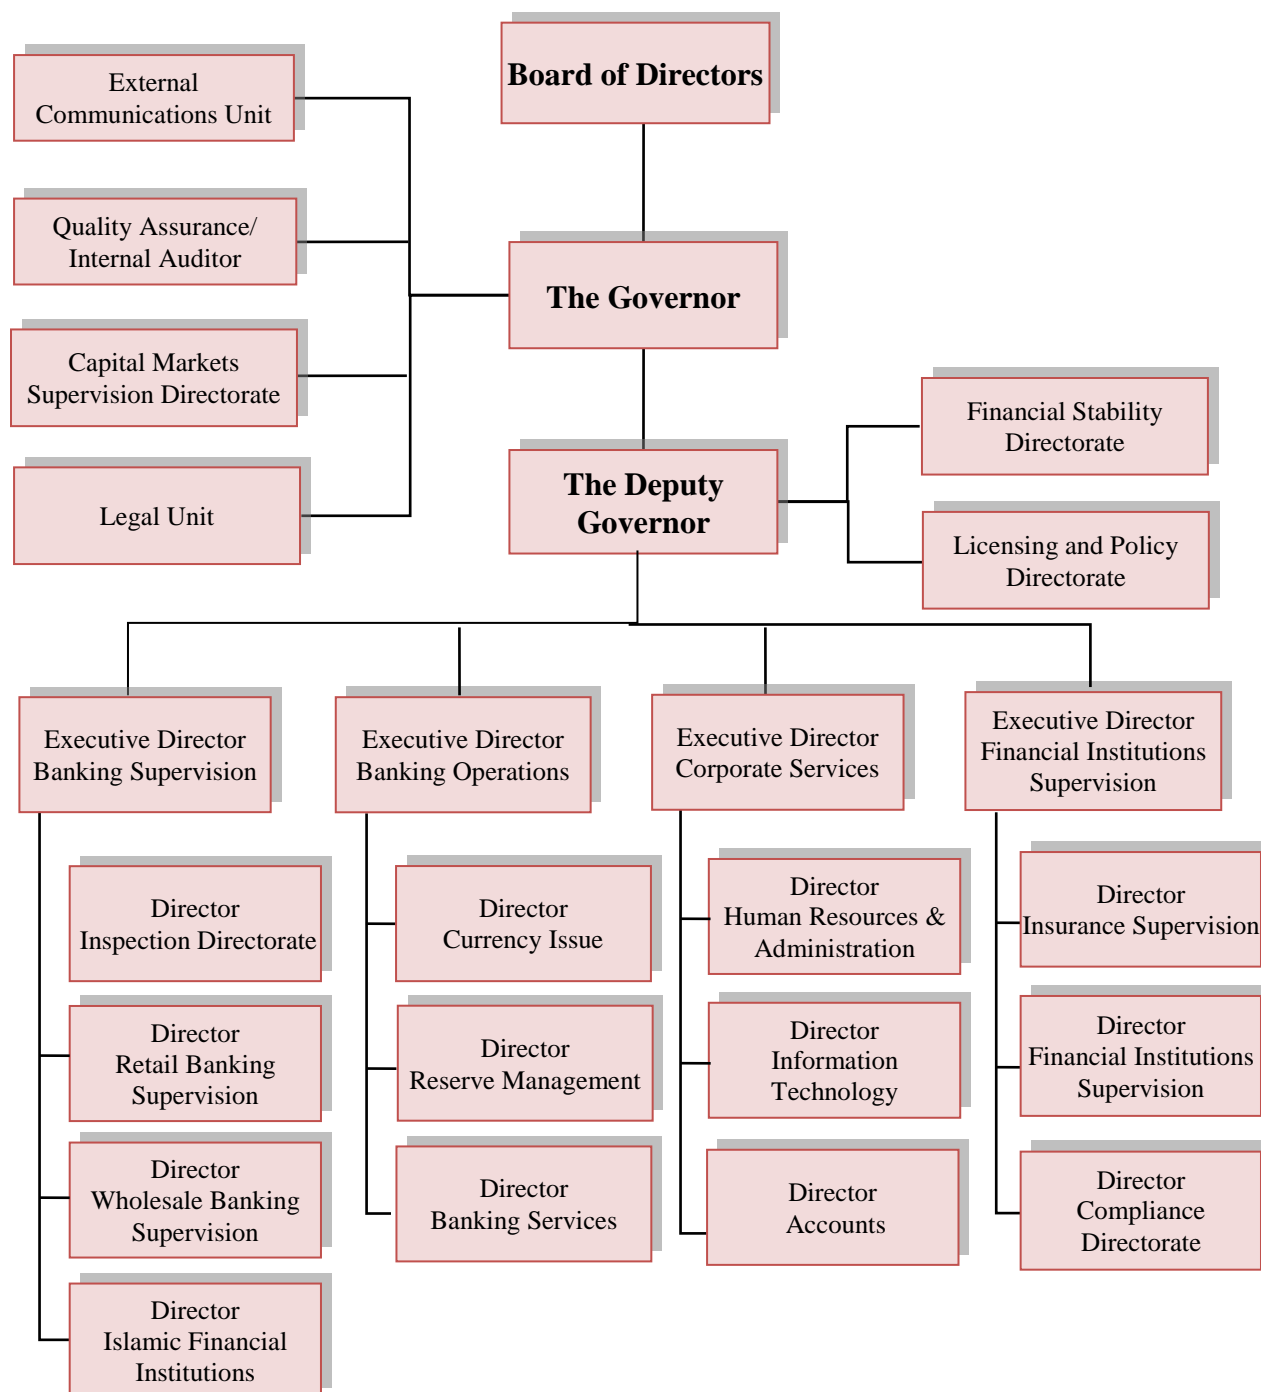 Board of Directors
External
Communications Unit
Quality Assurance/
Internal Auditor
The Governor
Capital Markets
Supervision Directorate
Financial Stability
Directorate
The Deputy
Governor
Legal Unit
Licensing and Policy
Directorate
Executive Director
Banking Supervision
Executive Director
Banking Operations
Executive Director
Corporate Services
Executive Director
Financial Institutions
Supervision
Director
Inspection Directorate
Director
Currency Issue
Director
Human Resources &
Administration
Director
Insurance Supervision
Director
Retail Banking
Supervision
Director
Reserve Management
Director
Information
Technology
Director
Financial Institutions
Supervision
Director
Wholesale Banking
Supervision
Director
Banking Services
Director
Accounts
Director
Compliance
Directorate
Director
Islamic Financial
Institutions